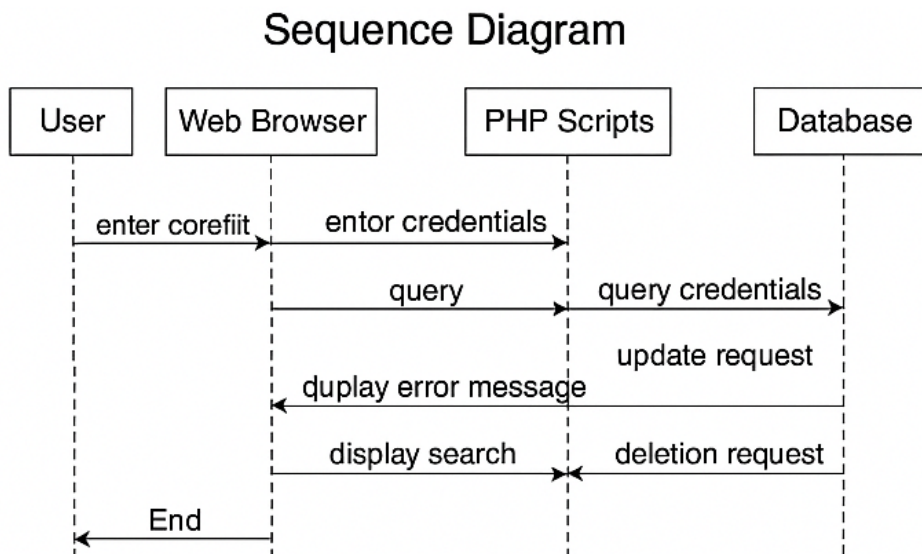 Sequence Diagram
User
Web Browser
PHP Scripts
Database
enter corefiit
entor credentials
query
query credentials
update request
duplay error message
display search
deletion request
End